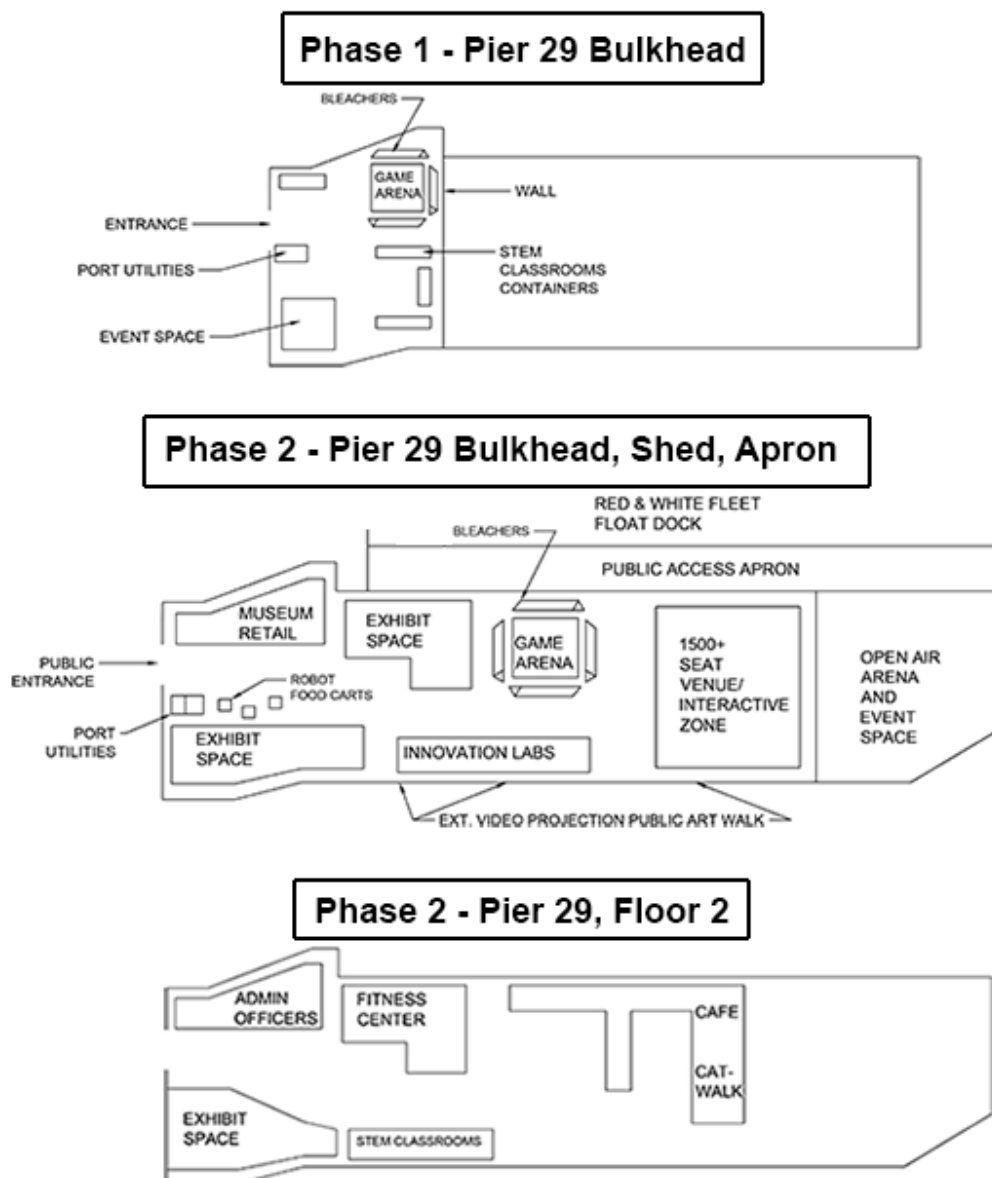 Phase 1 - Pier 29 Bulkhead
BLEACHERS
GAME
ARENA
WALL
ENTRANCE
STEM
CLASSROOMS
CONTAINERS
PORT UTILITIES
EVENT SPACE
Phase 2 - Pier 29 Bulkhead, Shed, Apron
RED & WHITE FLEET
FLOAT DOCK
BLEACHERS
PUBLIC ACCESS APRON
MUSEUM
RETAIL
EXHIBIT
SPACE
GAME
ARENA
1500+
SEAT
VENUE/
INTERACTIVE
ZONE
OPEN AIR
ARENA
AND
EVENT
SPACE
PUBLIC
ENTRANCE
ROBOT
FOOD CARTS
PORT
UTILITIES
EXHIBIT
SPACE
INNOVATION LABS
EXT. VIDEO PROJECTION PUBLIC ART WALK
Phase 2 - Pier 29, Floor 2
ADMIN
OFFICERS
FITNESS
CENTER
CAFE
CAT-
WALK
EXHIBIT
SPACE
STEM CLASSROOMS